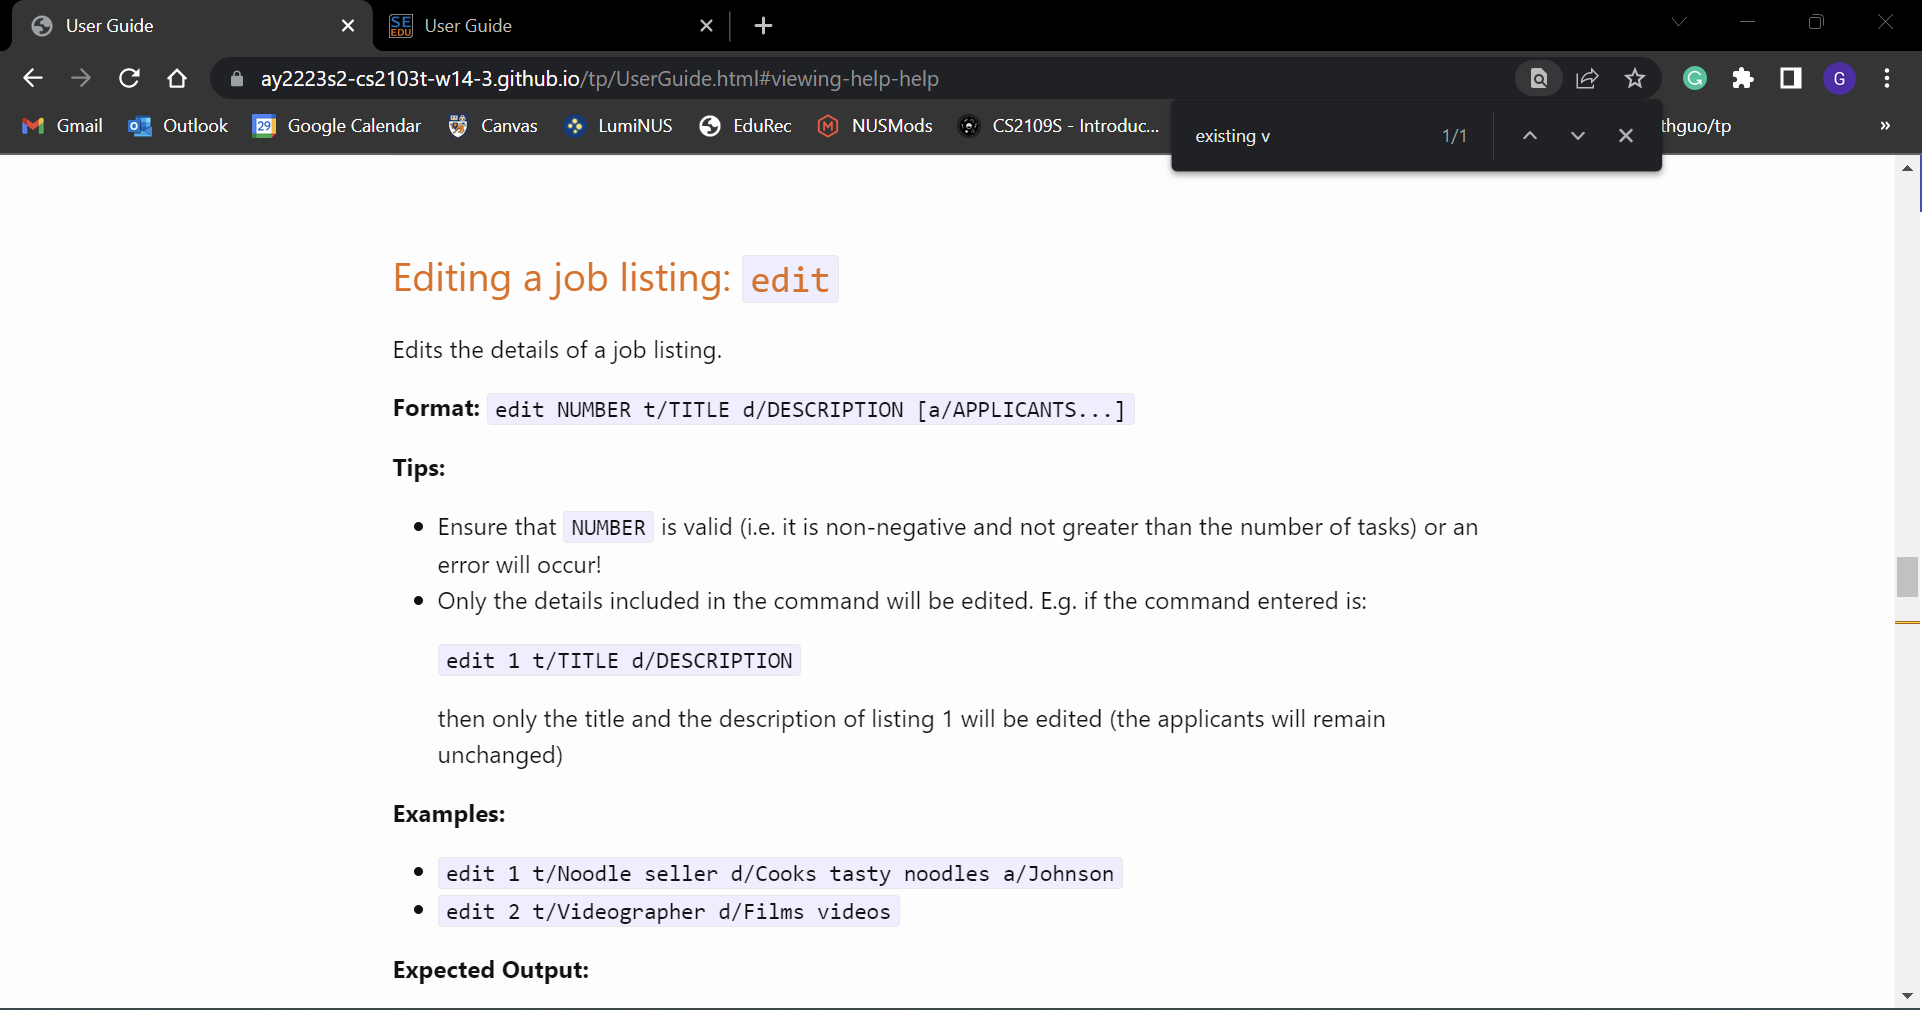 User Guide
SE EDU User Guide
ay2223s2-cs2103t-w14-3.github.io/tp/UserGuide.html#viewing-help-help
G G
Gmail Outlook 29 Google Calendar Canvas LumiNUS EduRec NUSMods CS2109S - Introduc... thguo/tp »
existing v 1/1
Editing a job listing: edit
Edits the details of a job listing.
Format: edit NUMBER t/TITLE d/DESCRIPTION [a/APPLICANTS...]
Tips:
Ensure that NUMBER is valid (i.e. it is non-negative and not greater than the number of tasks) or an
error will occur!
Only the details included in the command will be edited. E.g. if the command entered is:
edit 1 t/TITLE d/DESCRIPTION
then only the title and the description of listing 1 will be edited (the applicants will remain
unchanged)
Examples:
edit 1 t/Noodle seller d/Cooks tasty noodles a/Johnson
edit 2 t/Videographer d/Films videos
Expected Output: